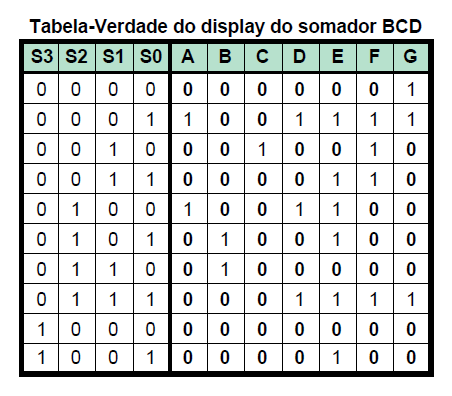 Tabela-Verdade do display do somador BCD
S3 S2 S1 S0 A B C D E F G
0 0 0 0 0 0 0 0 0 0 1
0 0 0 1 1 0 0 1 1 1 1
0 0 1 0 0 0 1 0 0 1 0
0 0 1 1 0 0 0 0 1 1 0
0 1 0 0 1 0 0 1 1 0 0
0 1 0 1 0 1 0 0 1 0 0
0 1 1 0 0 1 0 0 0 0 0
0 1 1 1 0 0 0 1 1 1 1
1 0 0 0 0 0 0 0 0 0 0
1 0 0 1 0 0 0 0 1 0 0